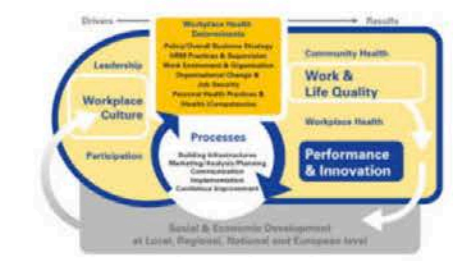 Drivers
Results
Workplace Health
Determinants
Policy/Overall Business Strategy
HRM Practices & Supervision
Work Environment & Organisation
Organisational Change &
Job Security
Personal Health Practices &
Health Competencies
Leadership
Workplace
Culture
Participation
Processes
Building Infrastructures
Marketing/Analysis/Planning
Communication
Implementation
Continous Improvement
Community Health
Work &
Life Quality
Workplace Health
Performance
& Innovation
Social & Economic Development
at Local, Regional, National and European level